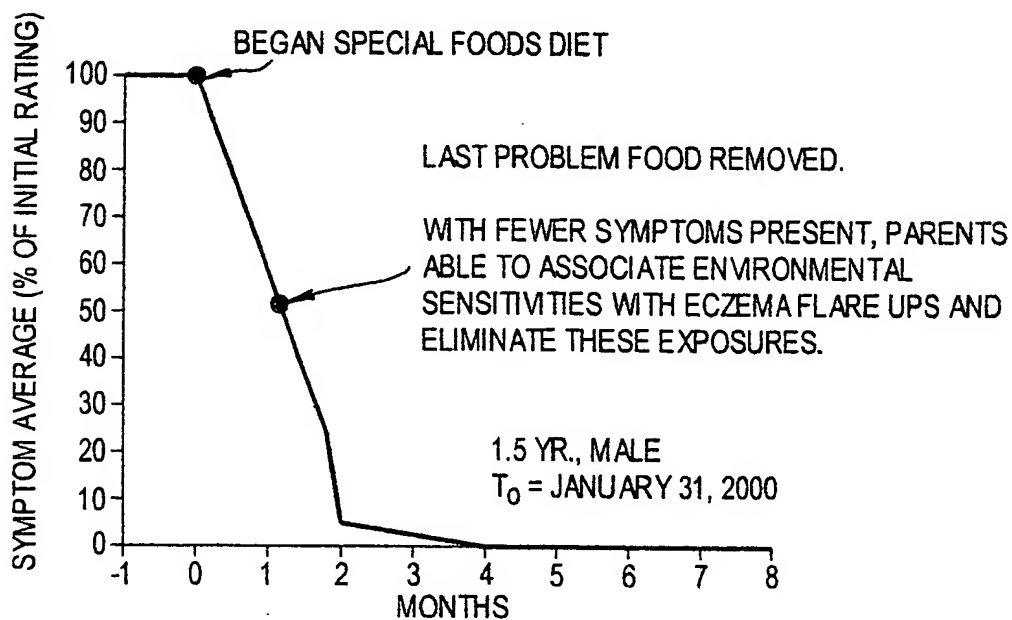 BEGAN SPECIAL FOODS DIET
SYMPTOM AVERAGE (% OF INITIAL RATING)
100
90
80
70
60
50
40
30
20
10
0
LAST PROBLEM FOOD REMOVED.
WITH FEWER SYMPTOMS PRESENT, PARENTS
ABLE TO ASSOCIATE ENVIRONMENTAL
SENSITIVITIES WITH ECZEMA FLARE UPS AND
ELIMINATE THESE EXPOSURES.
1.5 YR., MALE
T0 = JANUARY 31, 2000
-1 0 1 2 3 4 5 6 7 8
MONTHS